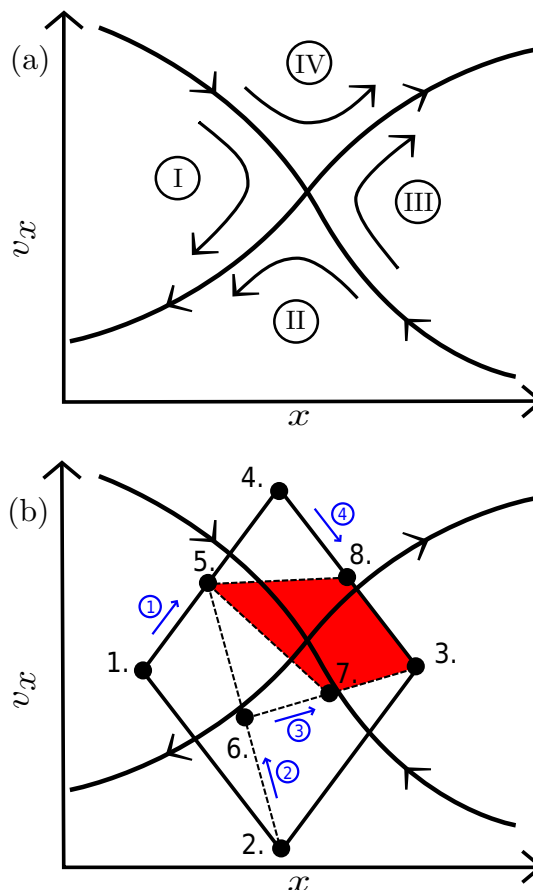 (a)
IV
I
III
II
v_x
x
(b)
4.
④
5.
8.
①
1.
3.
7.
6.
③
②
2.
v_x
x